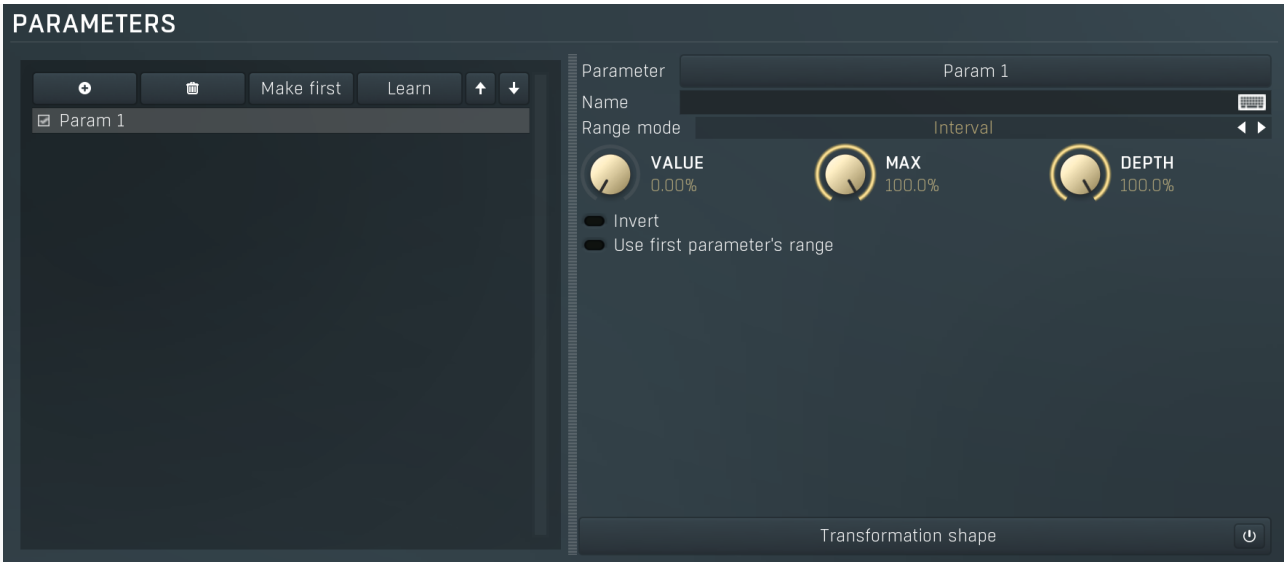 PARAMETERS
Make first
Learn
Param 1
Parameter
Param 1
Name
Range mode
Interval
VALUE
0.00%
MAX
100.0%
DEPTH
100.0%
Invert
Use first parameter's range
Transformation shape